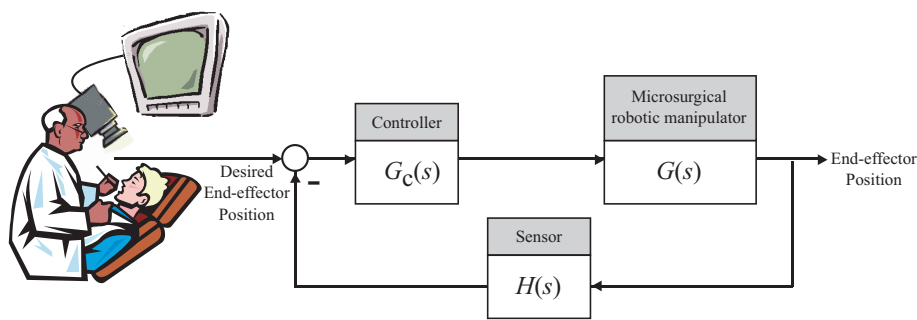 Controller
Microsurgical
robotic manipulator
Desired
End-effector
Position
-
Gc(s)
G(s)
End-effector
Position
Sensor
H(s)